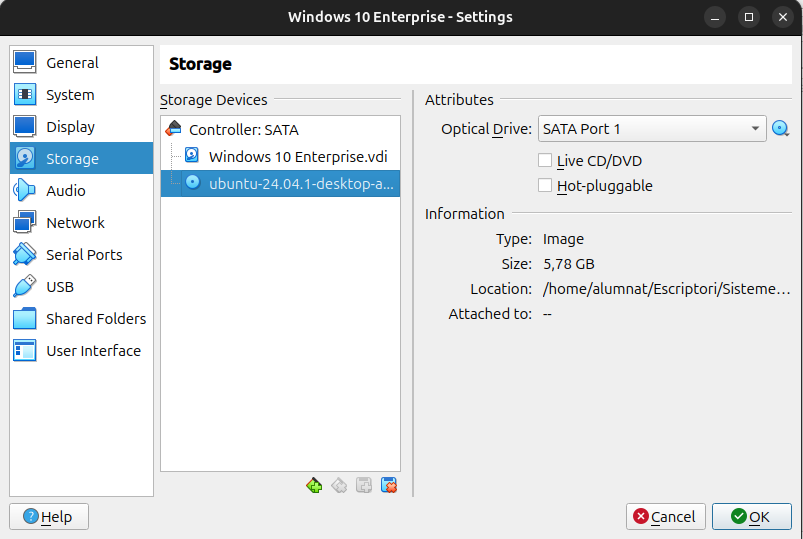 Windows 10 Enterprise - Settings
General
System
Display
Storage
Audio
Network
Serial Ports
USB
Shared Folders
User Interface
Storage
Storage Devices
Controller: SATA
Windows 10 Enterprise.vdi
ubuntu-24.04.1-desktop-a...
Attributes
Optical Drive: SATA Port 1
Live CD/DVD
Hot-pluggable
Information
Type: Image
Size: 5,78 GB
Location: /home/alumnat/Escriptori/Sisteme...
Attached to: --
Help
Cancel
OK